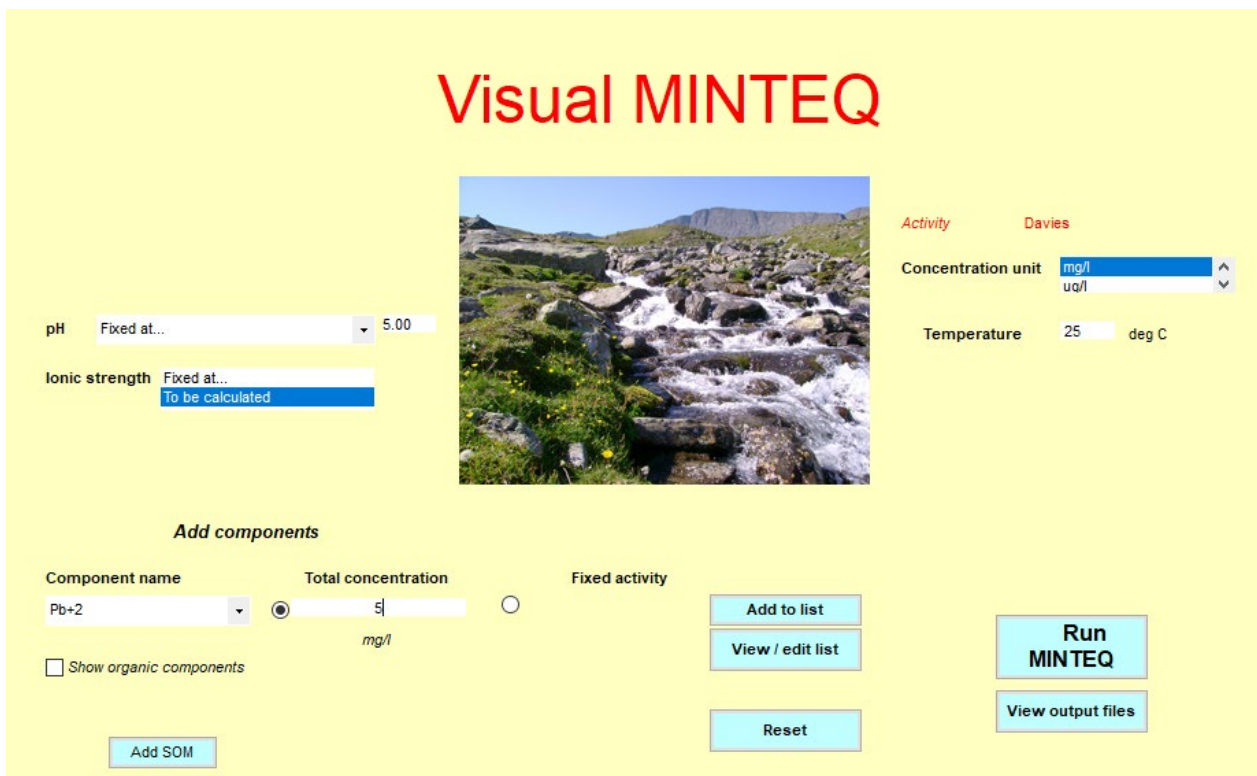 Visual MINTEQ
Activity Davies
Concentration unit mg/l
ug/l
pH Fixed at... 5.00
Temperature 25 deg C
Ionic strength Fixed at...
To be calculated
Add components
Component name Total concentration Fixed activity
Pb+2 5
mg/l
Show organic components
Add to list
View / edit list
Reset
Run
MINTEQ
View output files
Add SOM